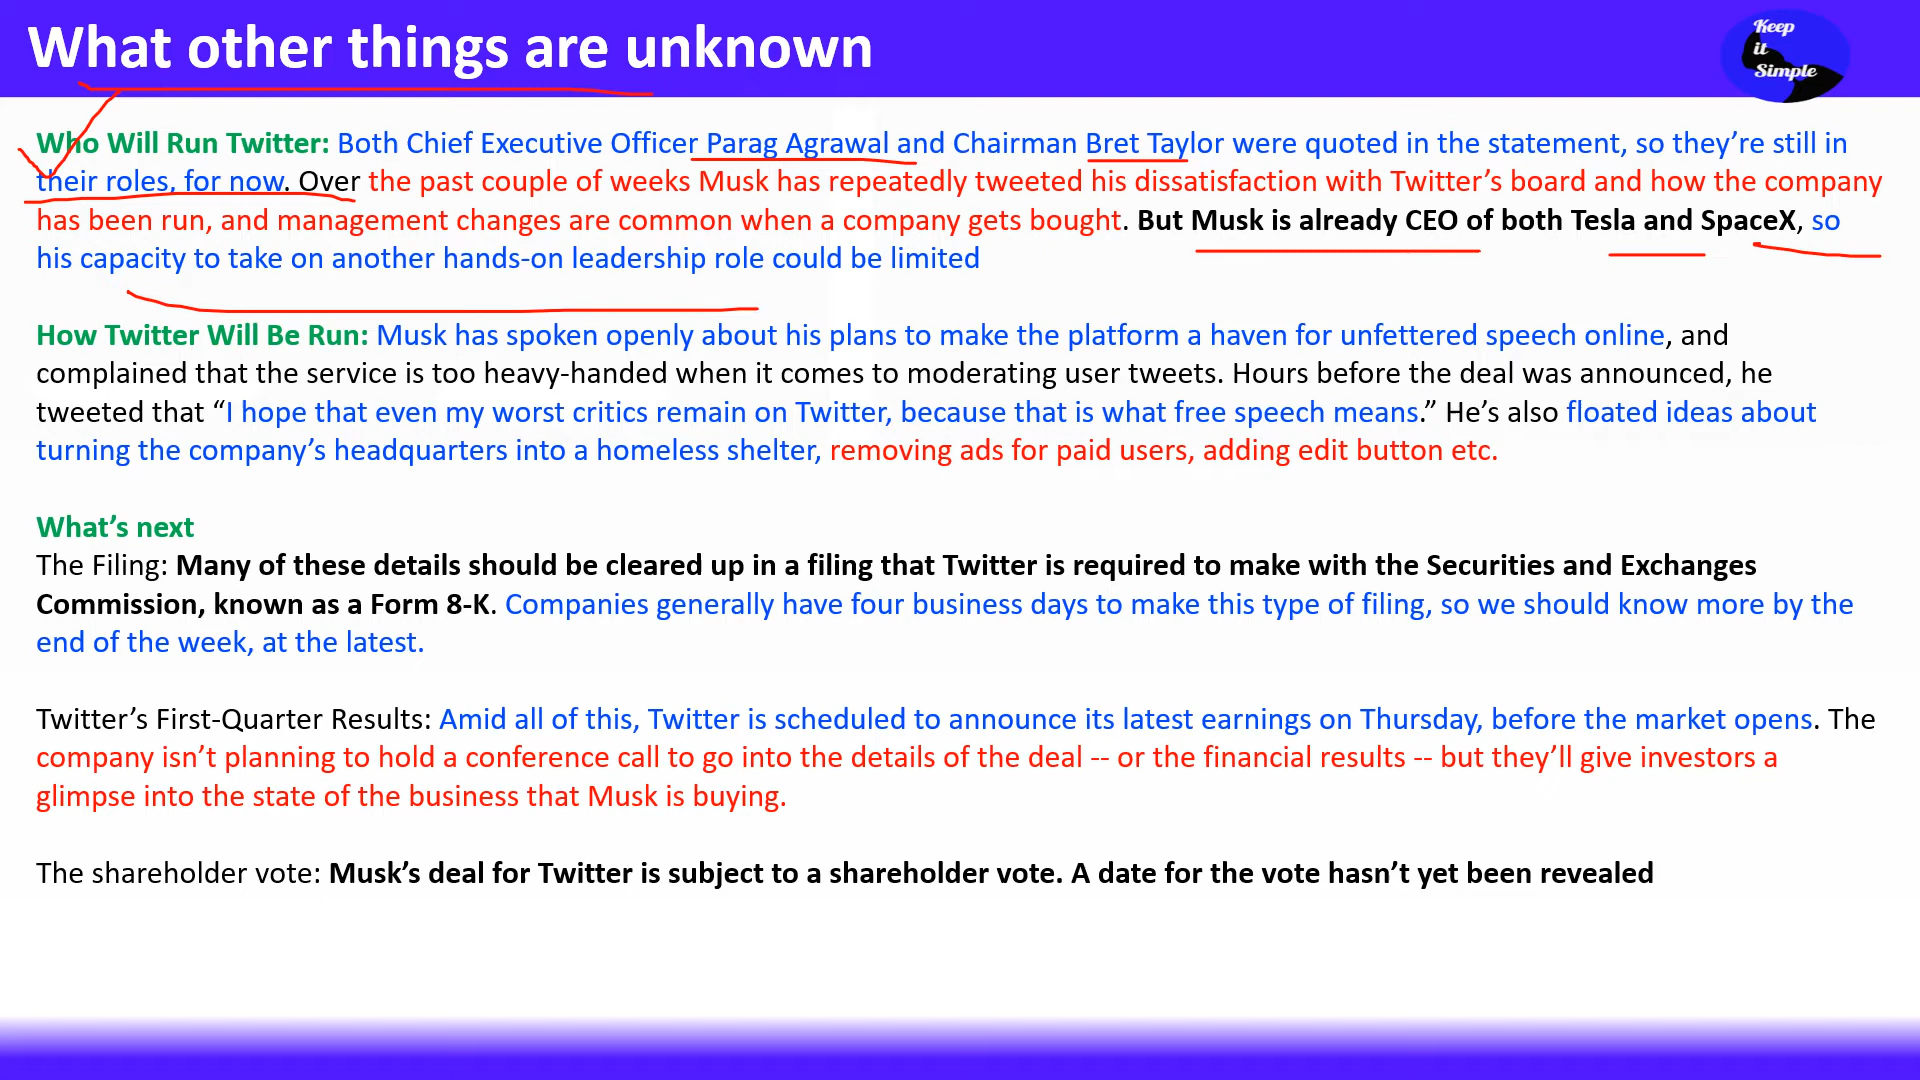 What other things are unknown
Keep
it
Simple
Who Will Run Twitter: Both Chief Executive Officer Parag Agrawal and Chairman Bret Taylor were quoted in the statement, so they’re still in
their roles, for now. Over the past couple of weeks Musk has repeatedly tweeted his dissatisfaction with Twitter’s board and how the company
has been run, and management changes are common when a company gets bought. But Musk is already CEO of both Tesla and SpaceX, so
his capacity to take on another hands-on leadership role could be limited
How Twitter Will Be Run: Musk has spoken openly about his plans to make the platform a haven for unfettered speech online, and
complained that the service is too heavy-handed when it comes to moderating user tweets. Hours before the deal was announced, he
tweeted that “I hope that even my worst critics remain on Twitter, because that is what free speech means.” He’s also floated ideas about
turning the company’s headquarters into a homeless shelter, removing ads for paid users, adding edit button etc.
What’s next
The Filing: Many of these details should be cleared up in a filing that Twitter is required to make with the Securities and Exchanges
Commission, known as a Form 8-K. Companies generally have four business days to make this type of filing, so we should know more by the
end of the week, at the latest.
Twitter’s First-Quarter Results: Amid all of this, Twitter is scheduled to announce its latest earnings on Thursday, before the market opens. The
company isn’t planning to hold a conference call to go into the details of the deal -- or the financial results -- but they’ll give investors a
glimpse into the state of the business that Musk is buying.
The shareholder vote: Musk’s deal for Twitter is subject to a shareholder vote. A date for the vote hasn’t yet been revealed